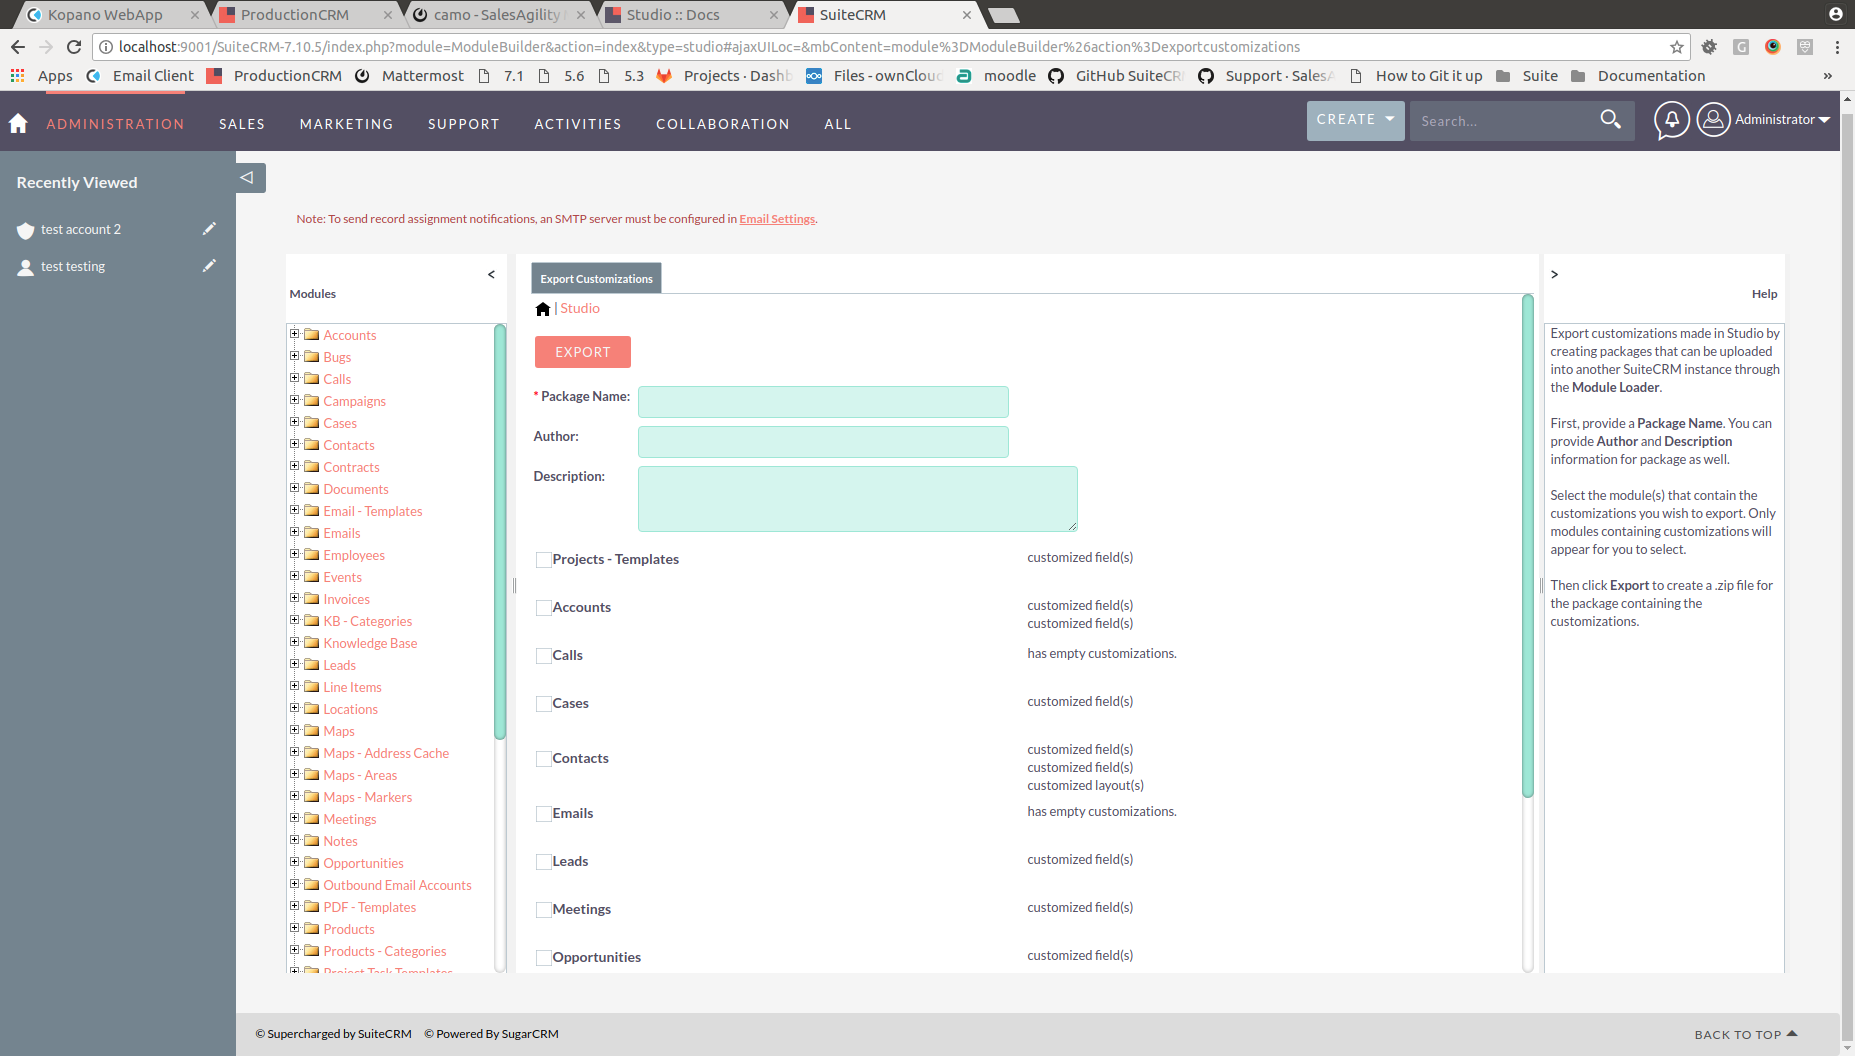 Kopano WebApp
ProductionCRM
camo - SalesAgility
Studio :: Docs
SuiteCRM
localhost:9001/SuiteCRM-7.10.5/index.php?module=ModuleBuilder&action=index&type=studio#ajaxUILoc=&mbContent=module%3DModuleBuilder%26action%3Dexportcustomizations
Apps
Email Client
ProductionCRM
Mattermost
7.1
5.6
5.3
Projects · Dashb
Files - ownCloud
moodle
GitHub SuiteCR
Support · Sales
How to Git it up
Suite
Documentation
»
ADMINISTRATION
SALES
MARKETING
SUPPORT
ACTIVITIES
COLLABORATION
ALL
CREATE
Search...
Administrator
Recently Viewed
test account 2
test testing
Note: To send record assignment notifications, an SMTP server must be configured in Email Settings.
<
Modules
Accounts
Bugs
Calls
Campaigns
Cases
Contacts
Contracts
Documents
Email - Templates
Emails
Employees
Events
Invoices
KB - Categories
Knowledge Base
Leads
Line Items
Locations
Maps
Maps - Address Cache
Maps - Areas
Maps - Markers
Meetings
Notes
Opportunities
Outbound Email Accounts
PDF - Templates
Products
Products - Categories
Project Task Templates
Export Customizations
| Studio
EXPORT
* Package Name:
Author:
Description:
Projects - Templates
customized field(s)
Accounts
customized field(s)
customized field(s)
Calls
has empty customizations.
Cases
customized field(s)
Contacts
customized field(s)
customized field(s)
customized layout(s)
Emails
has empty customizations.
Leads
customized field(s)
Meetings
customized field(s)
Opportunities
customized field(s)
>
Help
Export customizations made in Studio by
creating packages that can be uploaded
into another SuiteCRM instance through
the Module Loader.
First, provide a Package Name. You can
provide Author and Description
information for package as well.
Select the module(s) that contain the
customizations you wish to export. Only
modules containing customizations will
appear for you to select.
Then click Export to create a .zip file for
the package containing the
customizations.
© Supercharged by SuiteCRM
© Powered By SugarCRM
BACK TO TOP